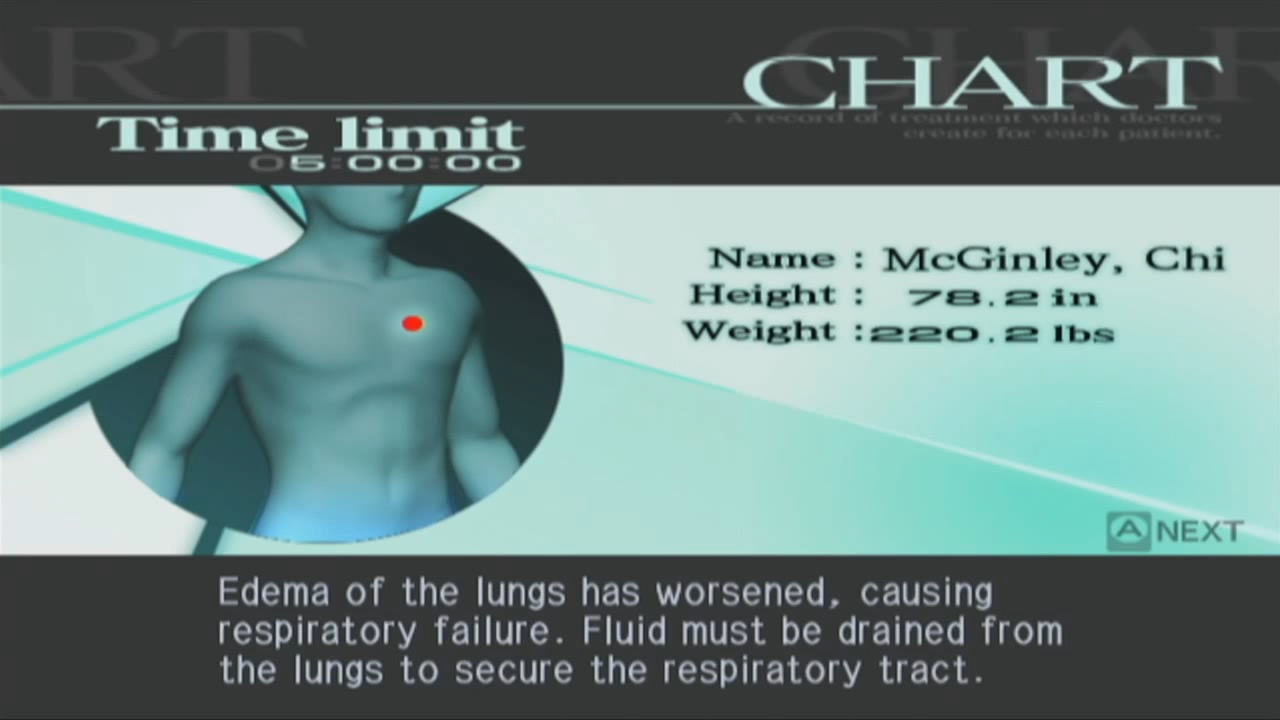 ART
CHAR
CHART
A record of treatment which doctors
create for each patient.
Time limit
05:00:00
Name : McGinley, Chi
Height : 78.2 in
Weight :220.2 lbs
A NEXT
Edema of the lungs has worsened, causing
respiratory failure. Fluid must be drained from
the lungs to secure the respiratory tract.